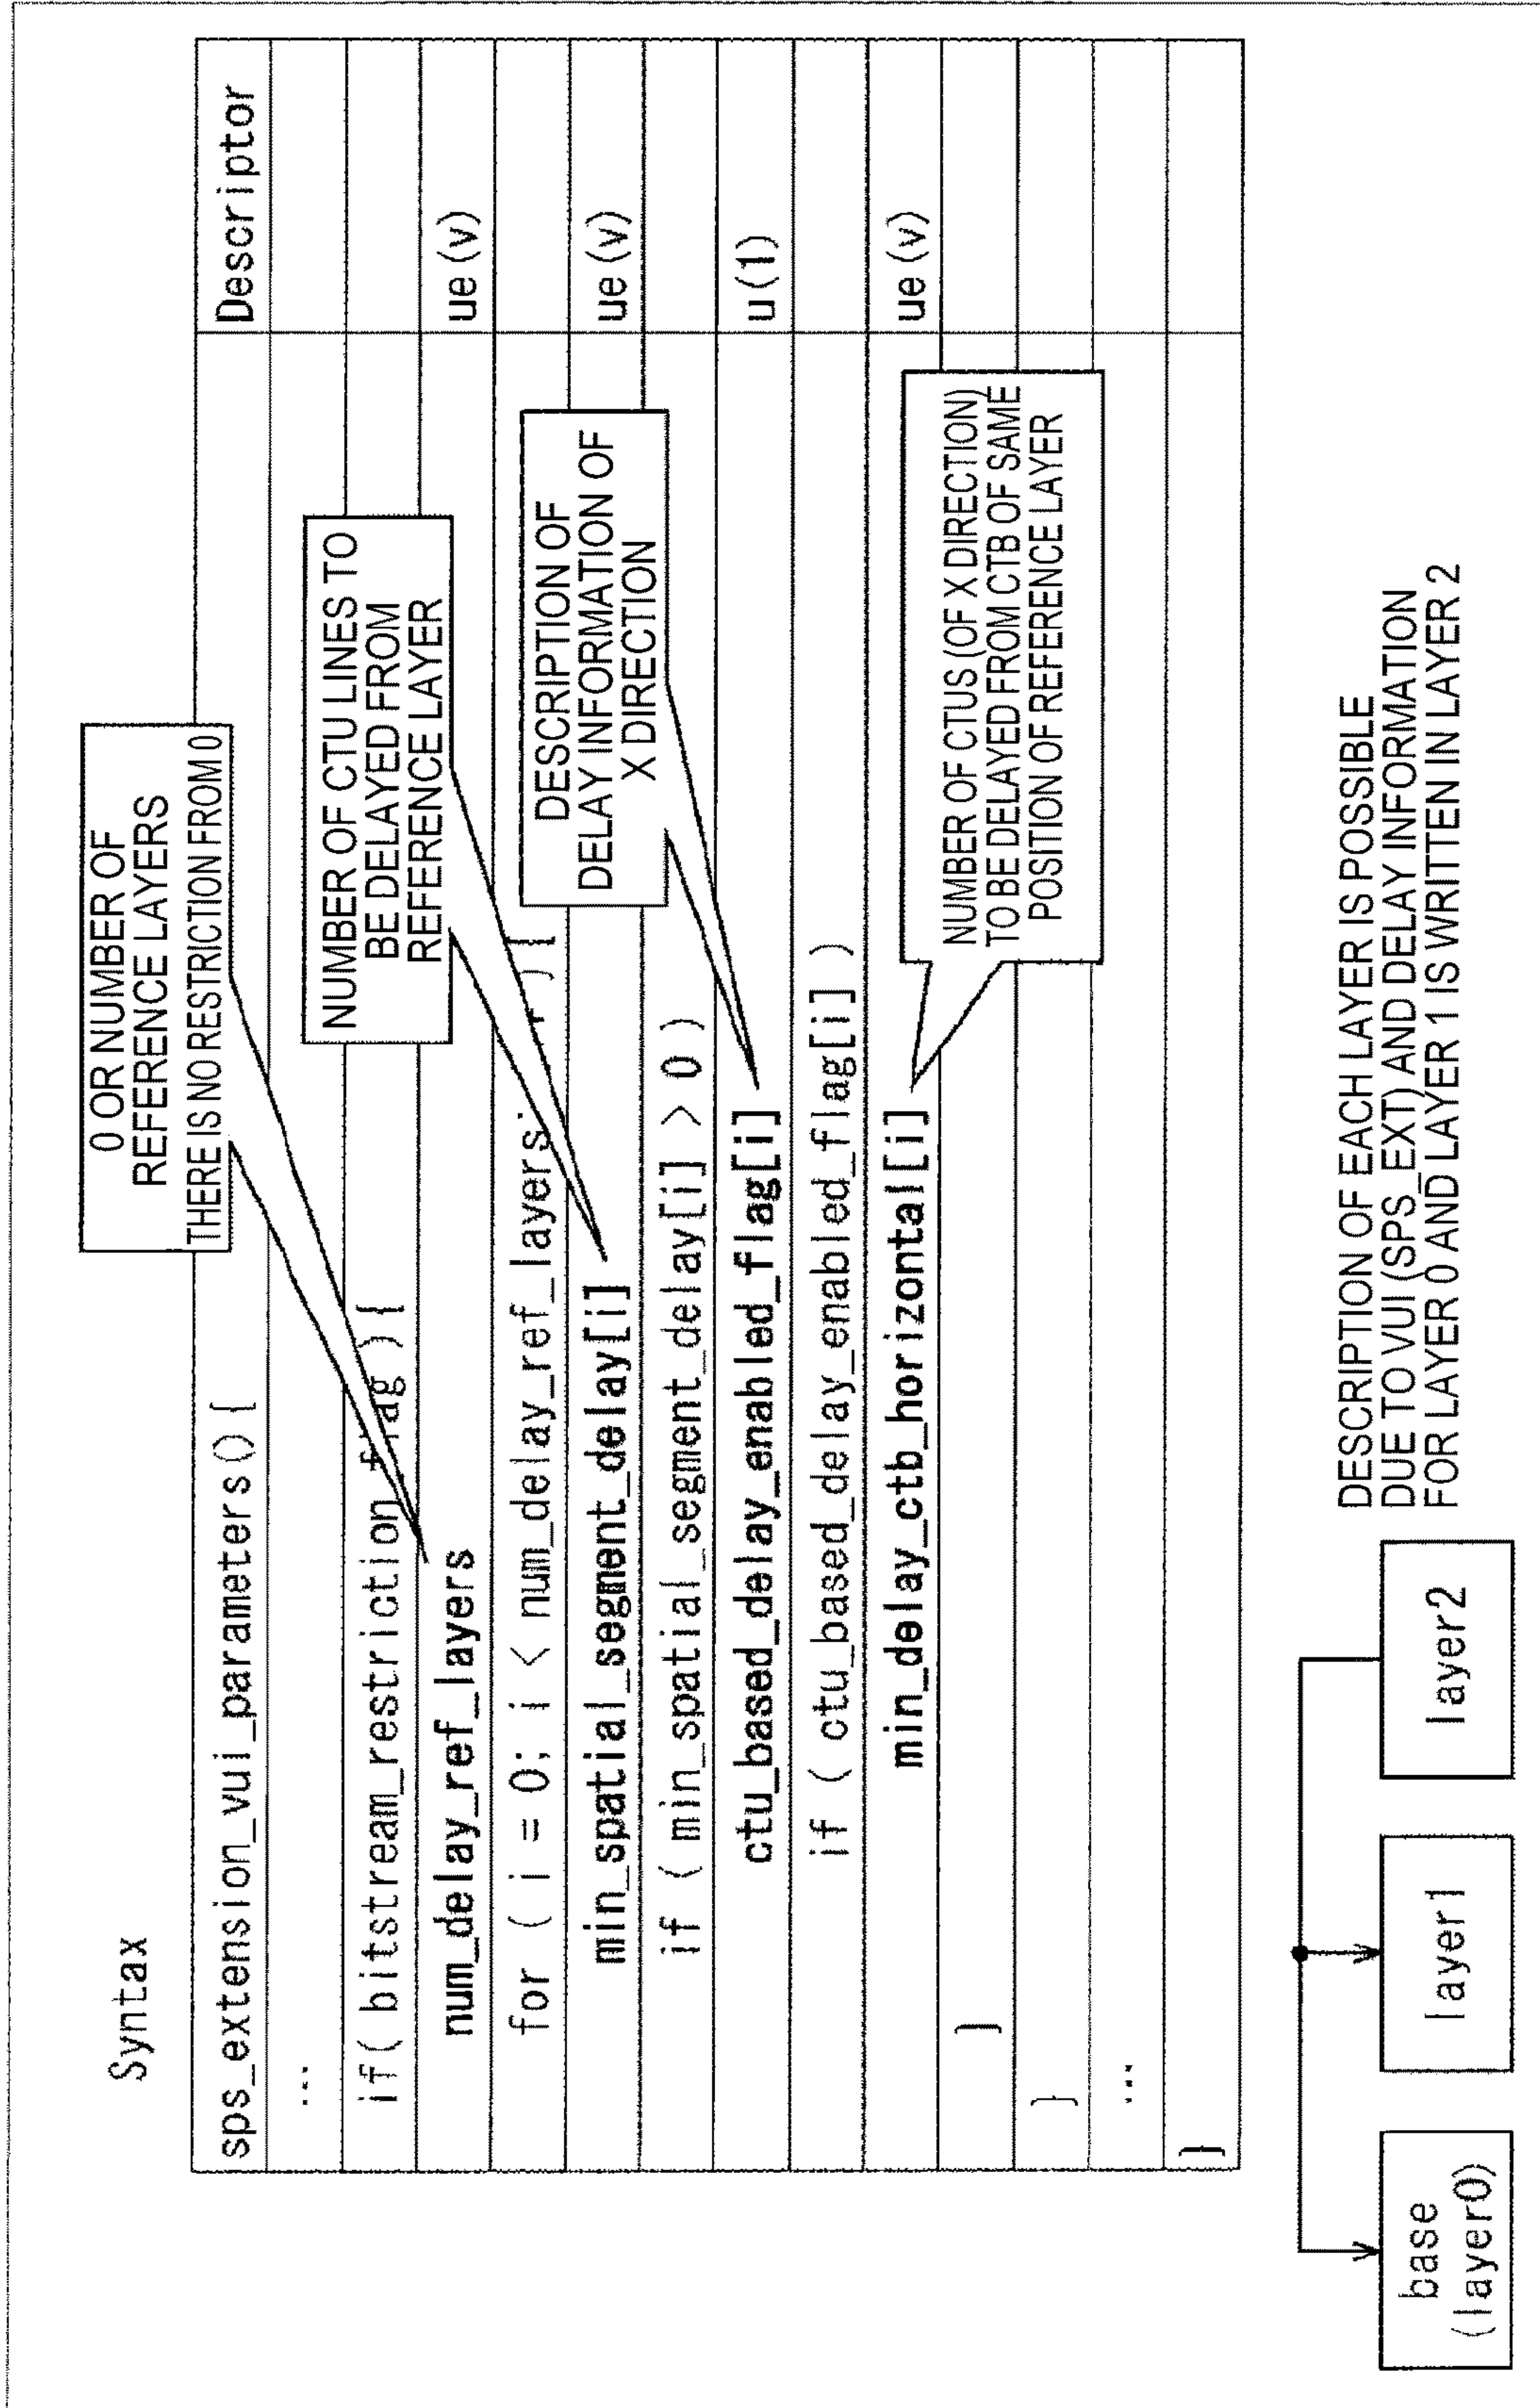 Syntax
sps_extension_vui_parameters() {
Descriptor
...
if( bitstream_restriction_flag ) {
num_delay_ref_layers
ue(v)
for ( i = 0; i < num_delay_ref_layers; ) {
min_spatial_segment_delay[i]
ue(v)
if ( min_spatial_segment_delay[i] > 0 )
ctu_based_delay_enabled_flag[i]
u(1)
if ( ctu_based_delay_enabled_flag[i] )
min_delay_ctb_horizontal[i]
ue(v)
}
}
...
}
0 OR NUMBER OF
REFERENCE LAYERS
THERE IS NO RESTRICTION FROM 0
NUMBER OF CTU LINES TO
BE DELAYED FROM
REFERENCE LAYER
DESCRIPTION OF
DELAY INFORMATION OF
X DIRECTION
NUMBER OF CTUS (OF X DIRECTION)
TO BE DELAYED FROM CTB OF SAME
POSITION OF REFERENCE LAYER
base
(layer0)
layer1
layer2
DESCRIPTION OF EACH LAYER IS POSSIBLE
DUE TO VUI (SPS_EXT) AND DELAY INFORMATION
FOR LAYER 0 AND LAYER 1 IS WRITTEN IN LAYER 2